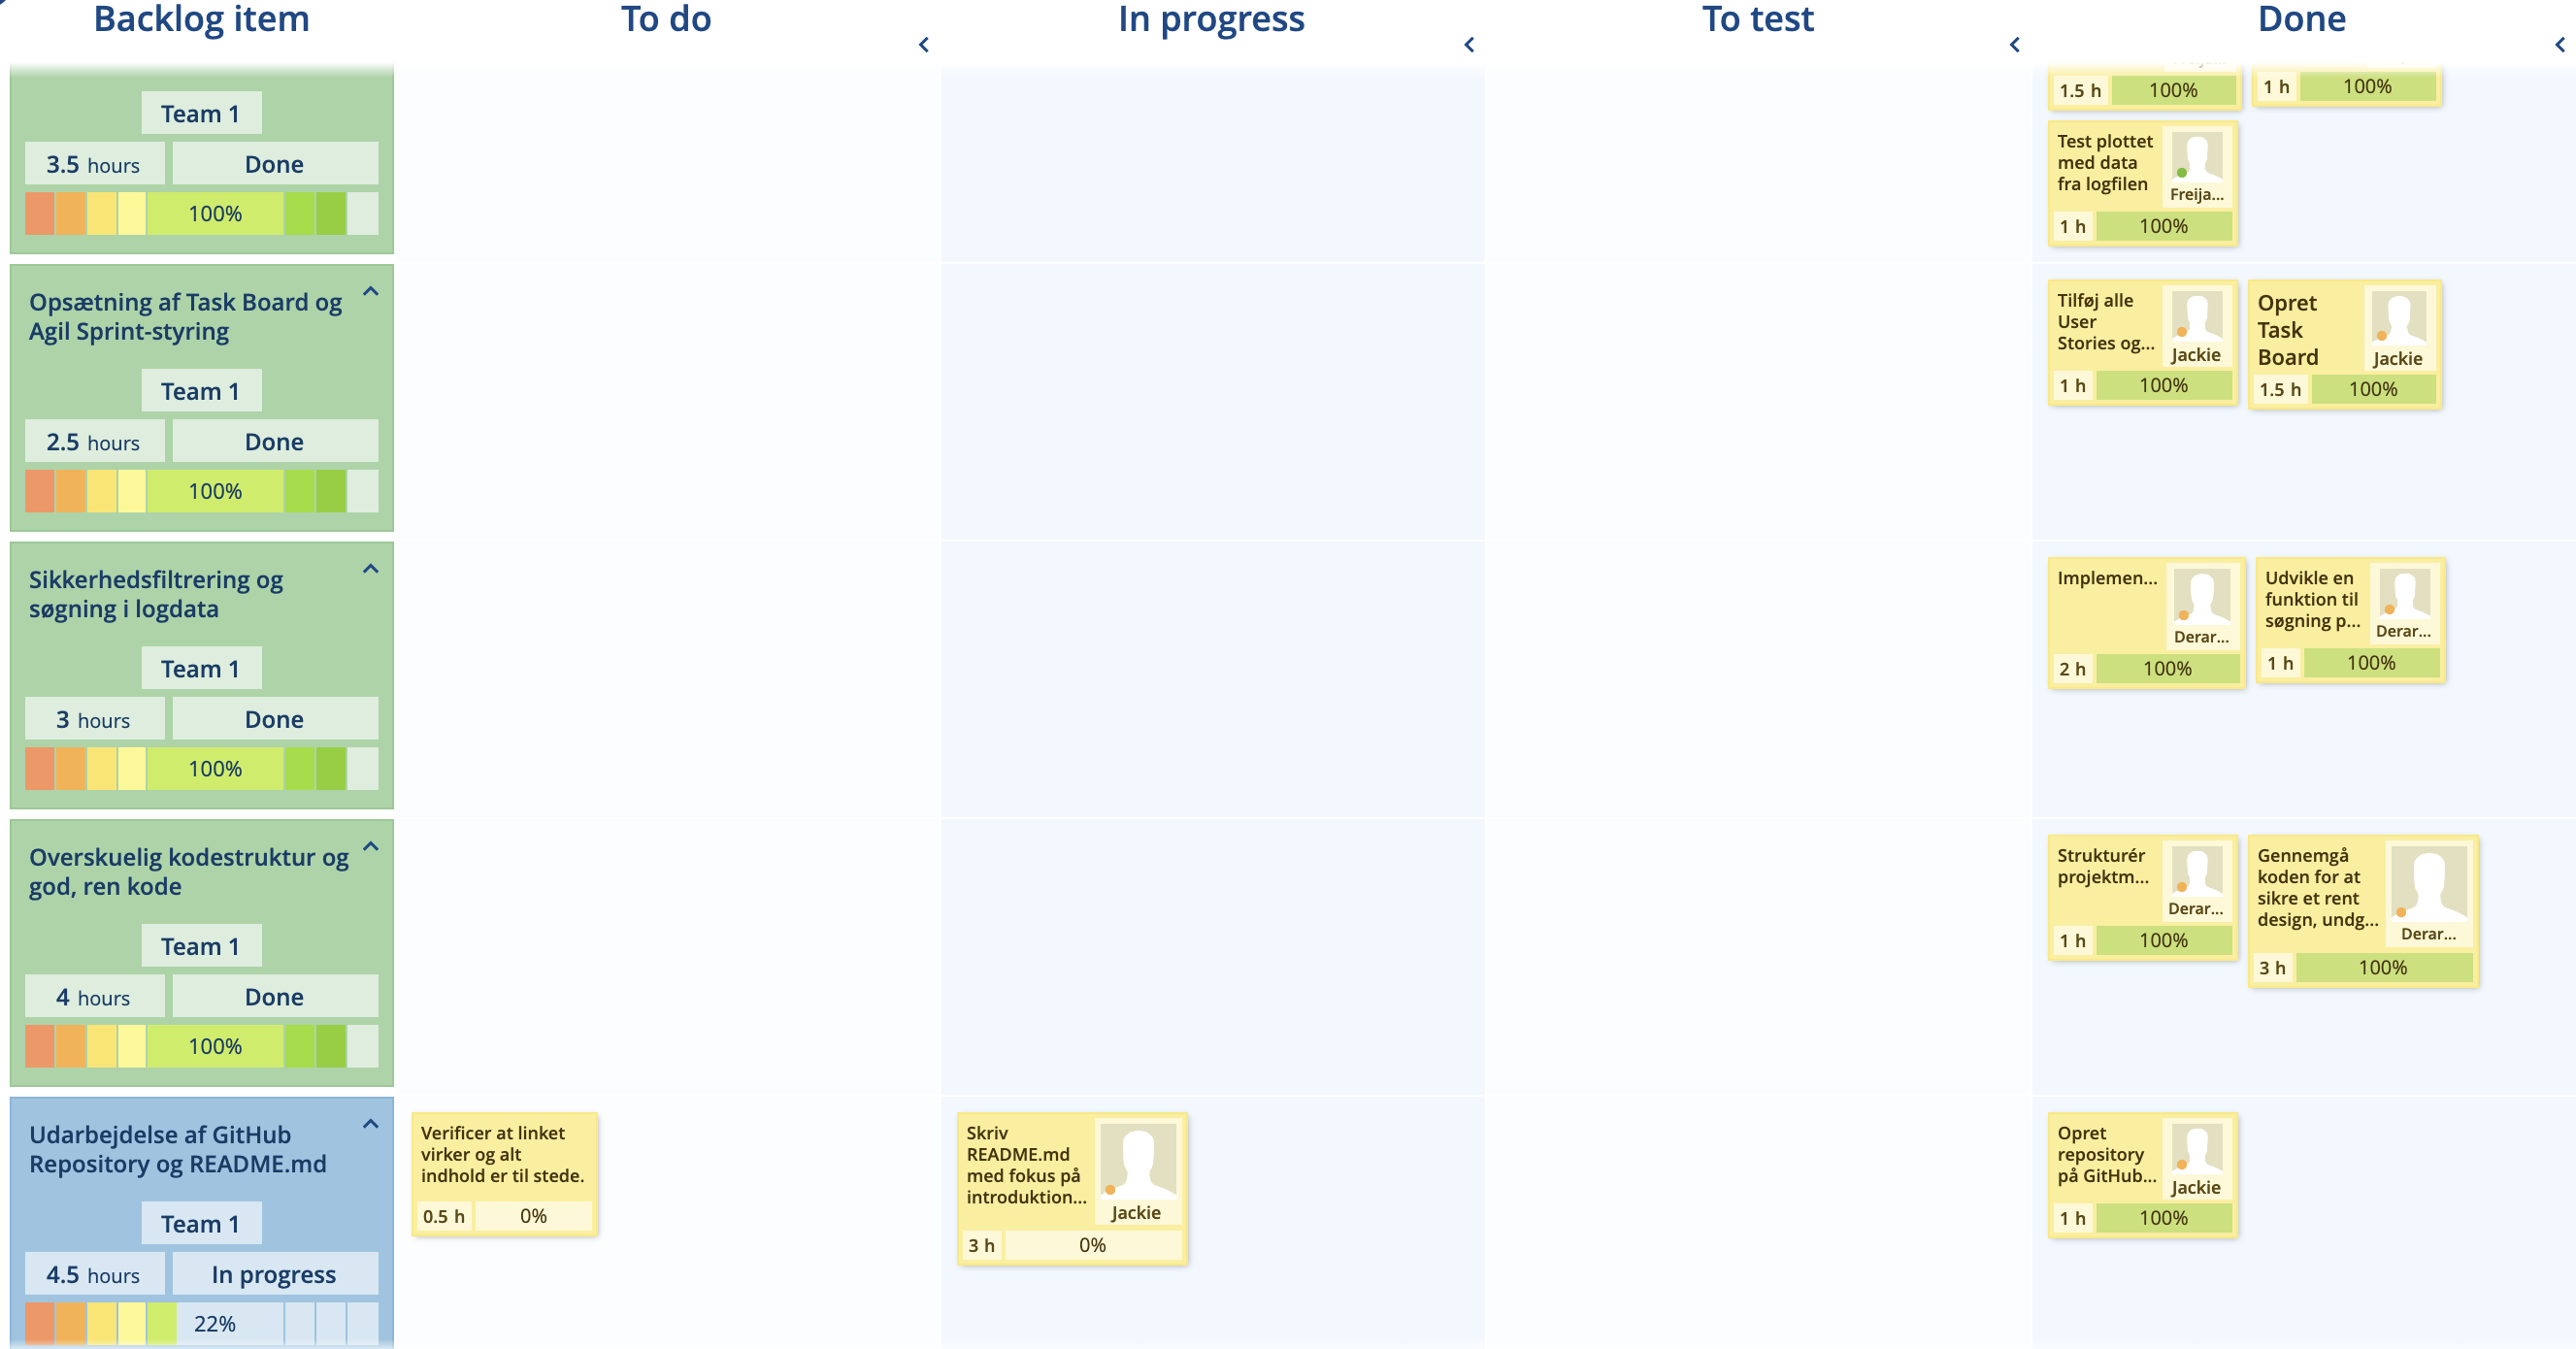 Backlog item
To do
In progress
To test
Done
Team 1
3.5 hours
Done
100%
1.5 h
100%
1 h
100%
Test plottet
med data
fra logfilen
Freija...
1 h
100%
Opsætning af Task Board og
Agil Sprint-styring
Team 1
2.5 hours
Done
100%
Tilføj alle
User
Stories og...
Jackie
1 h
100%
Opret
Task
Board
Jackie
1.5 h
100%
Sikkerhedsfiltrering og
søgning i logdata
Team 1
3 hours
Done
100%
Implemen...
Derar...
2 h
100%
Udvikle en
funktion til
søgning p...
Derar...
1 h
100%
Overskuelig kodestruktur og
god, ren kode
Team 1
4 hours
Done
100%
Strukturér
projektm...
Derar...
1 h
100%
Gennemgå
koden for at
sikre et rent
design, undg...
Derar...
3 h
100%
Udarbejdelse af GitHub
Repository og README.md
Team 1
4.5 hours
In progress
22%
Verificer at linket
virker og alt
indhold er til stede.
0.5 h
0%
Skriv
README.md
med fokus på
introduktion...
Jackie
3 h
0%
Opret
repository
på GitHub...
Jackie
1 h
100%